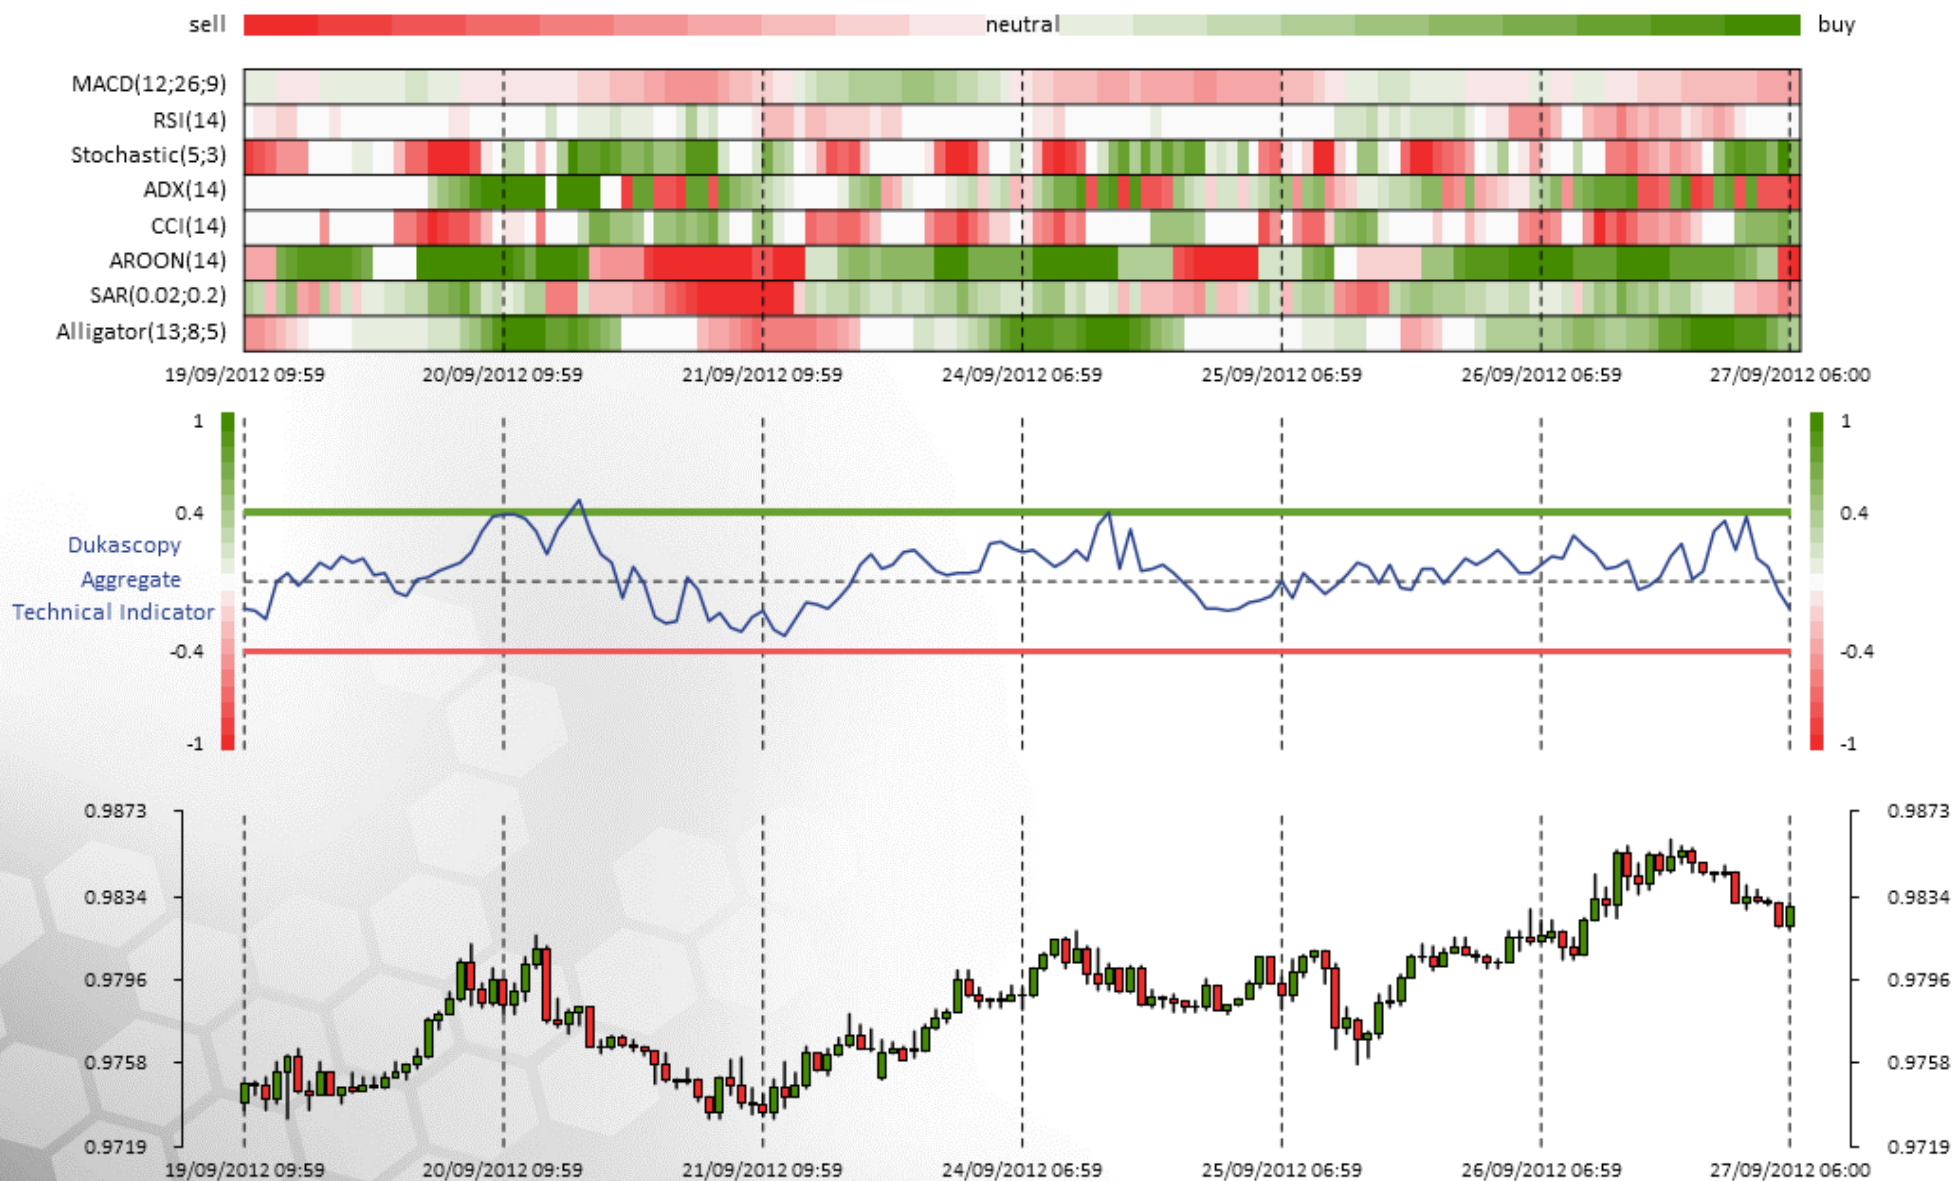 sell neutral buy
MACD(12;26;9)
RSI(14)
Stochastic(5;3)
ADX(14)
CCI(14)
AROON(14)
SAR(0.02;0.2)
Alligator(13;8;5)
19/09/2012 09:59 20/09/2012 09:59 21/09/2012 09:59 24/09/2012 06:59 25/09/2012 06:59 26/09/2012 06:59 27/09/2012 06:00
1 1
0.4 0.4
Dukascopy
Aggregate
Technical Indicator
-0.4 -0.4
-1 -1
0.9873 0.9873
0.9834 0.9834
0.9796 0.9796
0.9758 0.9758
0.9719 0.9719
19/09/2012 09:59 20/09/2012 09:59 21/09/2012 09:59 24/09/2012 06:59 25/09/2012 06:59 26/09/2012 06:59 27/09/2012 06:00